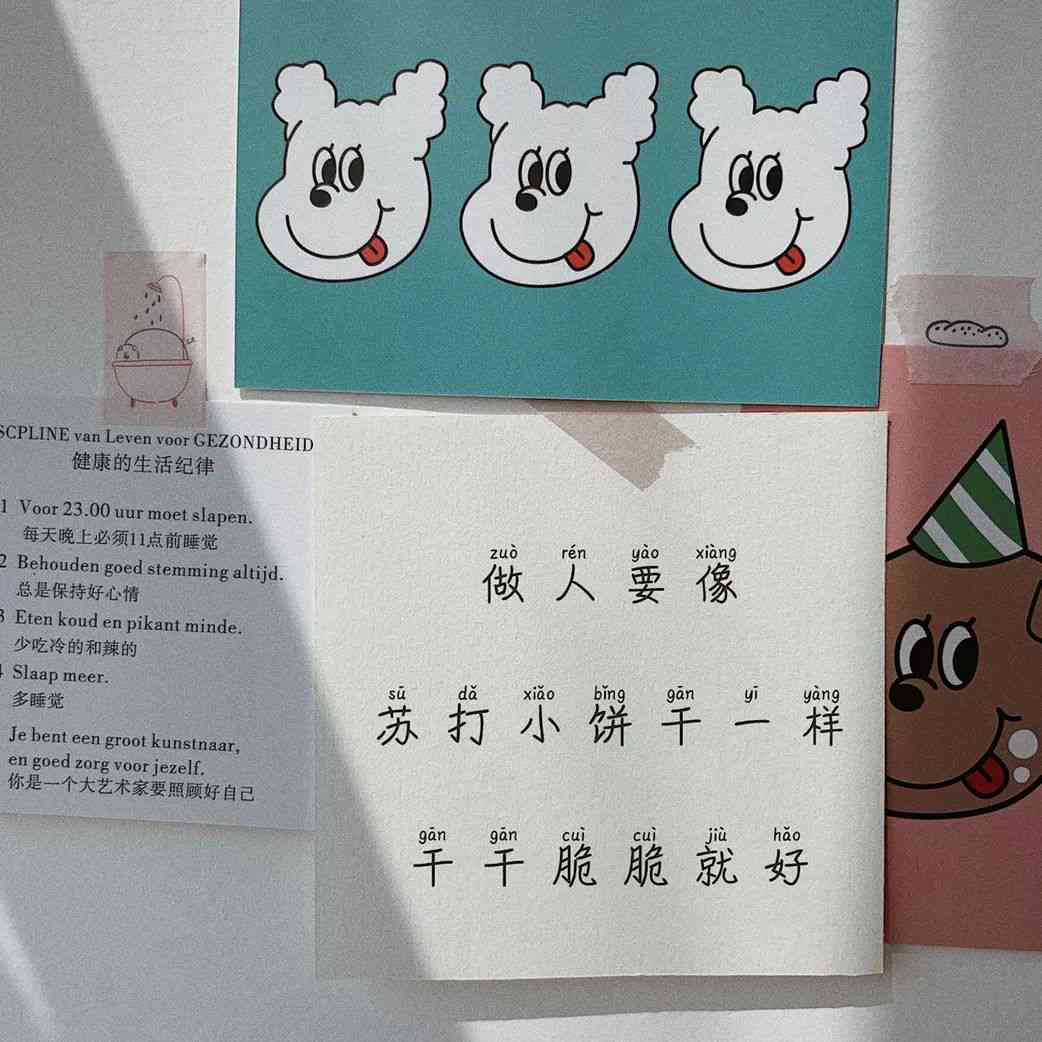 SCPLINE van Leven voor GEZONDHEID
健康的生活纪律
1 Voor 23.00 uur moet slapen.
每天晚上必须11点前睡觉
2 Behouden goed stemming altijd.
总是保持好心情
3 Eten koud en pikant minde.
少吃冷的和辣的
4 Slaap meer.
多睡觉
Je bent een groot kunstnaar,
en goed zorg voor jezelf.
你是一个大艺术家要照顾好自己
zuò rén yào xiàng
做人要像
sū dǎ xiǎo bǐng gān yī yàng
苏打小饼干一样
gān gān cuì cuì jiù hǎo
干干脆脆就好